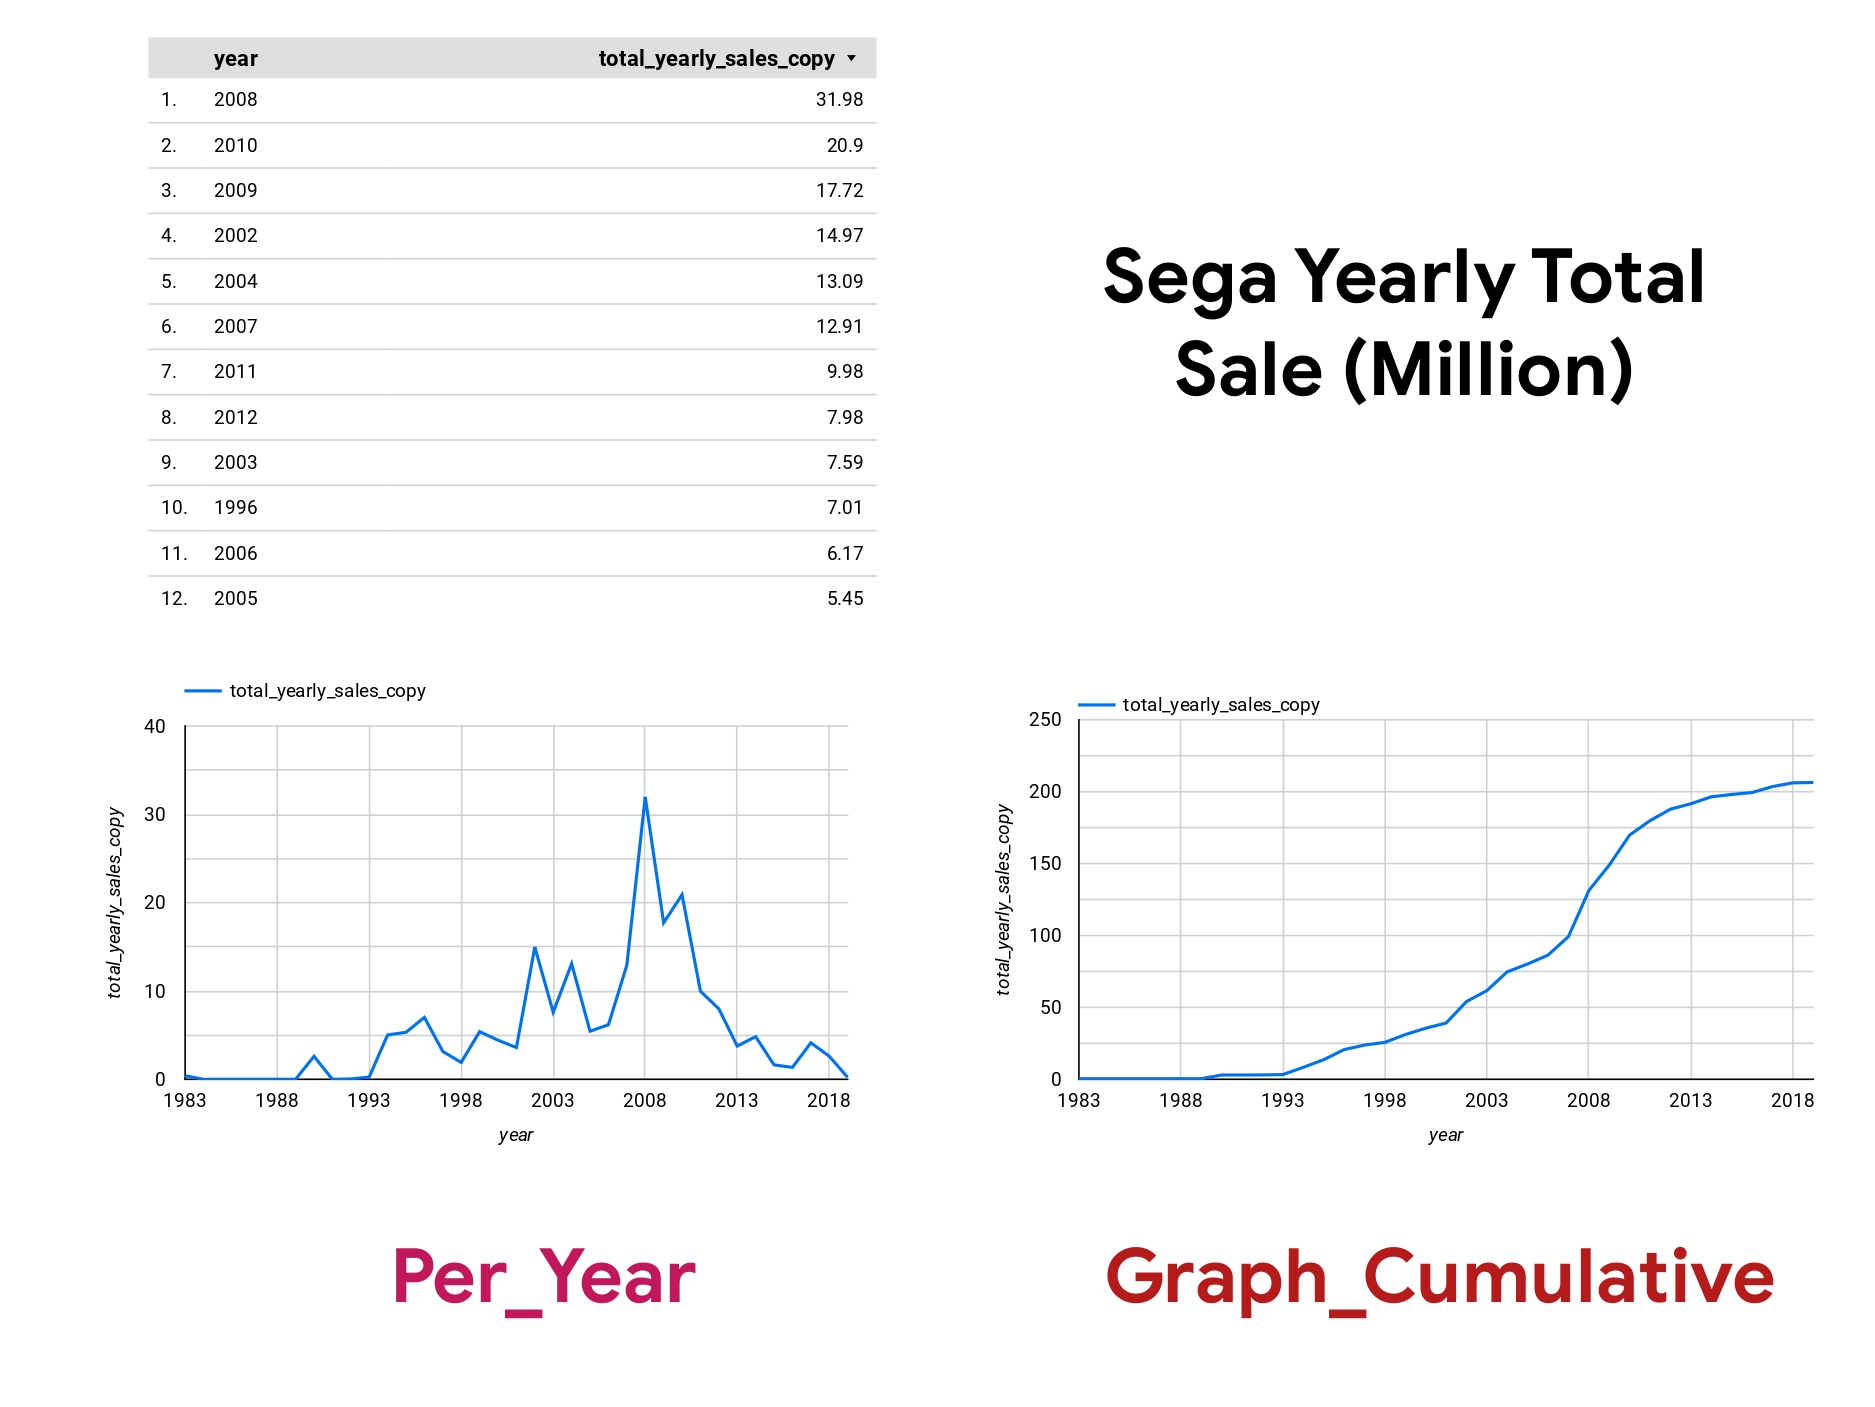 year total_yearly_sales_copy
1. 2008 31.98
2. 2010 20.9
3. 2009 17.72
4. 2002 14.97
5. 2004 13.09
6. 2007 12.91
7. 2011 9.98
8. 2012 7.98
9. 2003 7.59
10. 1996 7.01
11. 2006 6.17
12. 2005 5.45
Sega Yearly Total
Sale (Million)
total_yearly_sales_copy
40
30
20
10
0
total_yearly_sales_copy
1983 1988 1993 1998 2003 2008 2013 2018
year
total_yearly_sales_copy
250
200
150
100
50
0
total_yearly_sales_copy
1983 1988 1993 1998 2003 2008 2013 2018
year
Per_Year
Graph_Cumulative